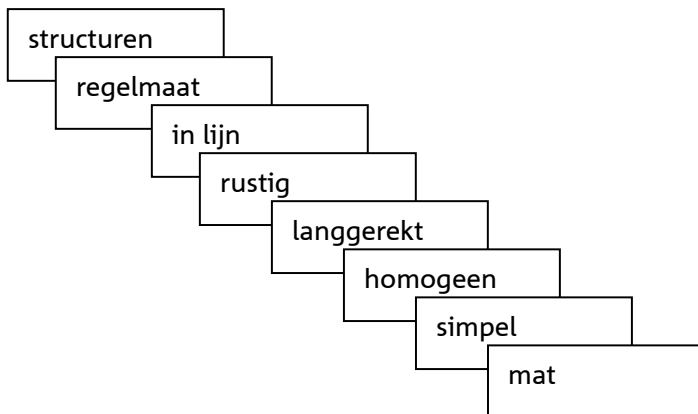 structuren
regelmaat
in lijn
rustig
langgerekt
homogeen
simpel
mat